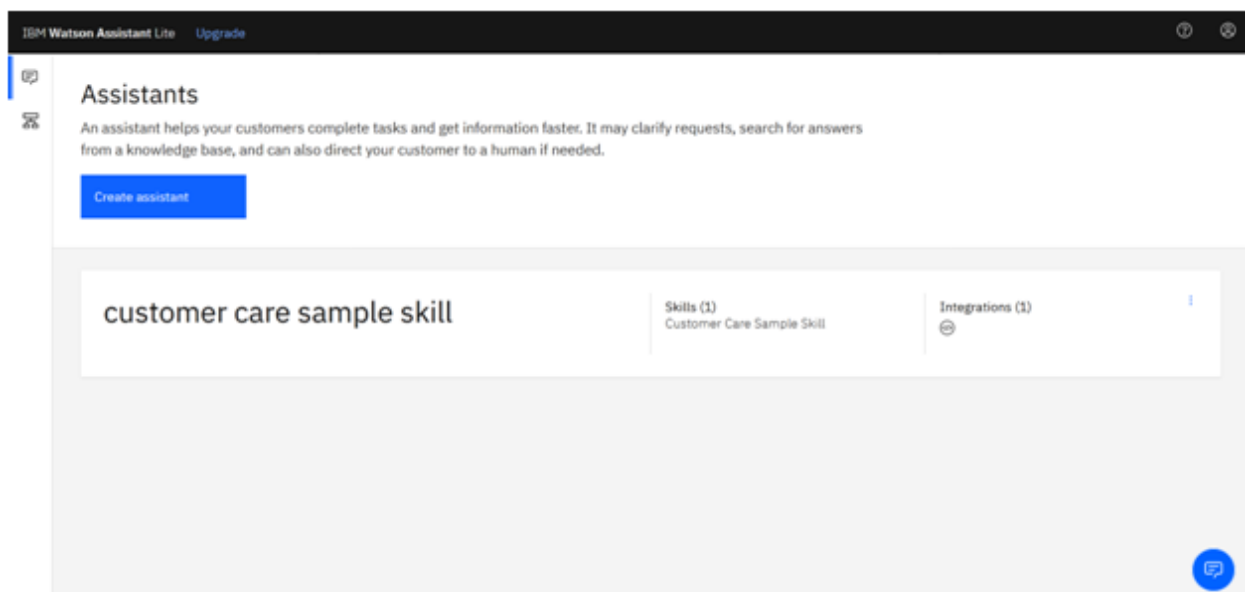 IBM Watson Assistant Lite Upgrade
Assistants
An assistant helps your customers complete tasks and get information faster. It may clarify requests, search for answers
from a knowledge base, and can also direct your customer to a human if needed.
Create assistant
customer care sample skill
Skills (1)
Customer Care Sample Skill
Integrations (1)